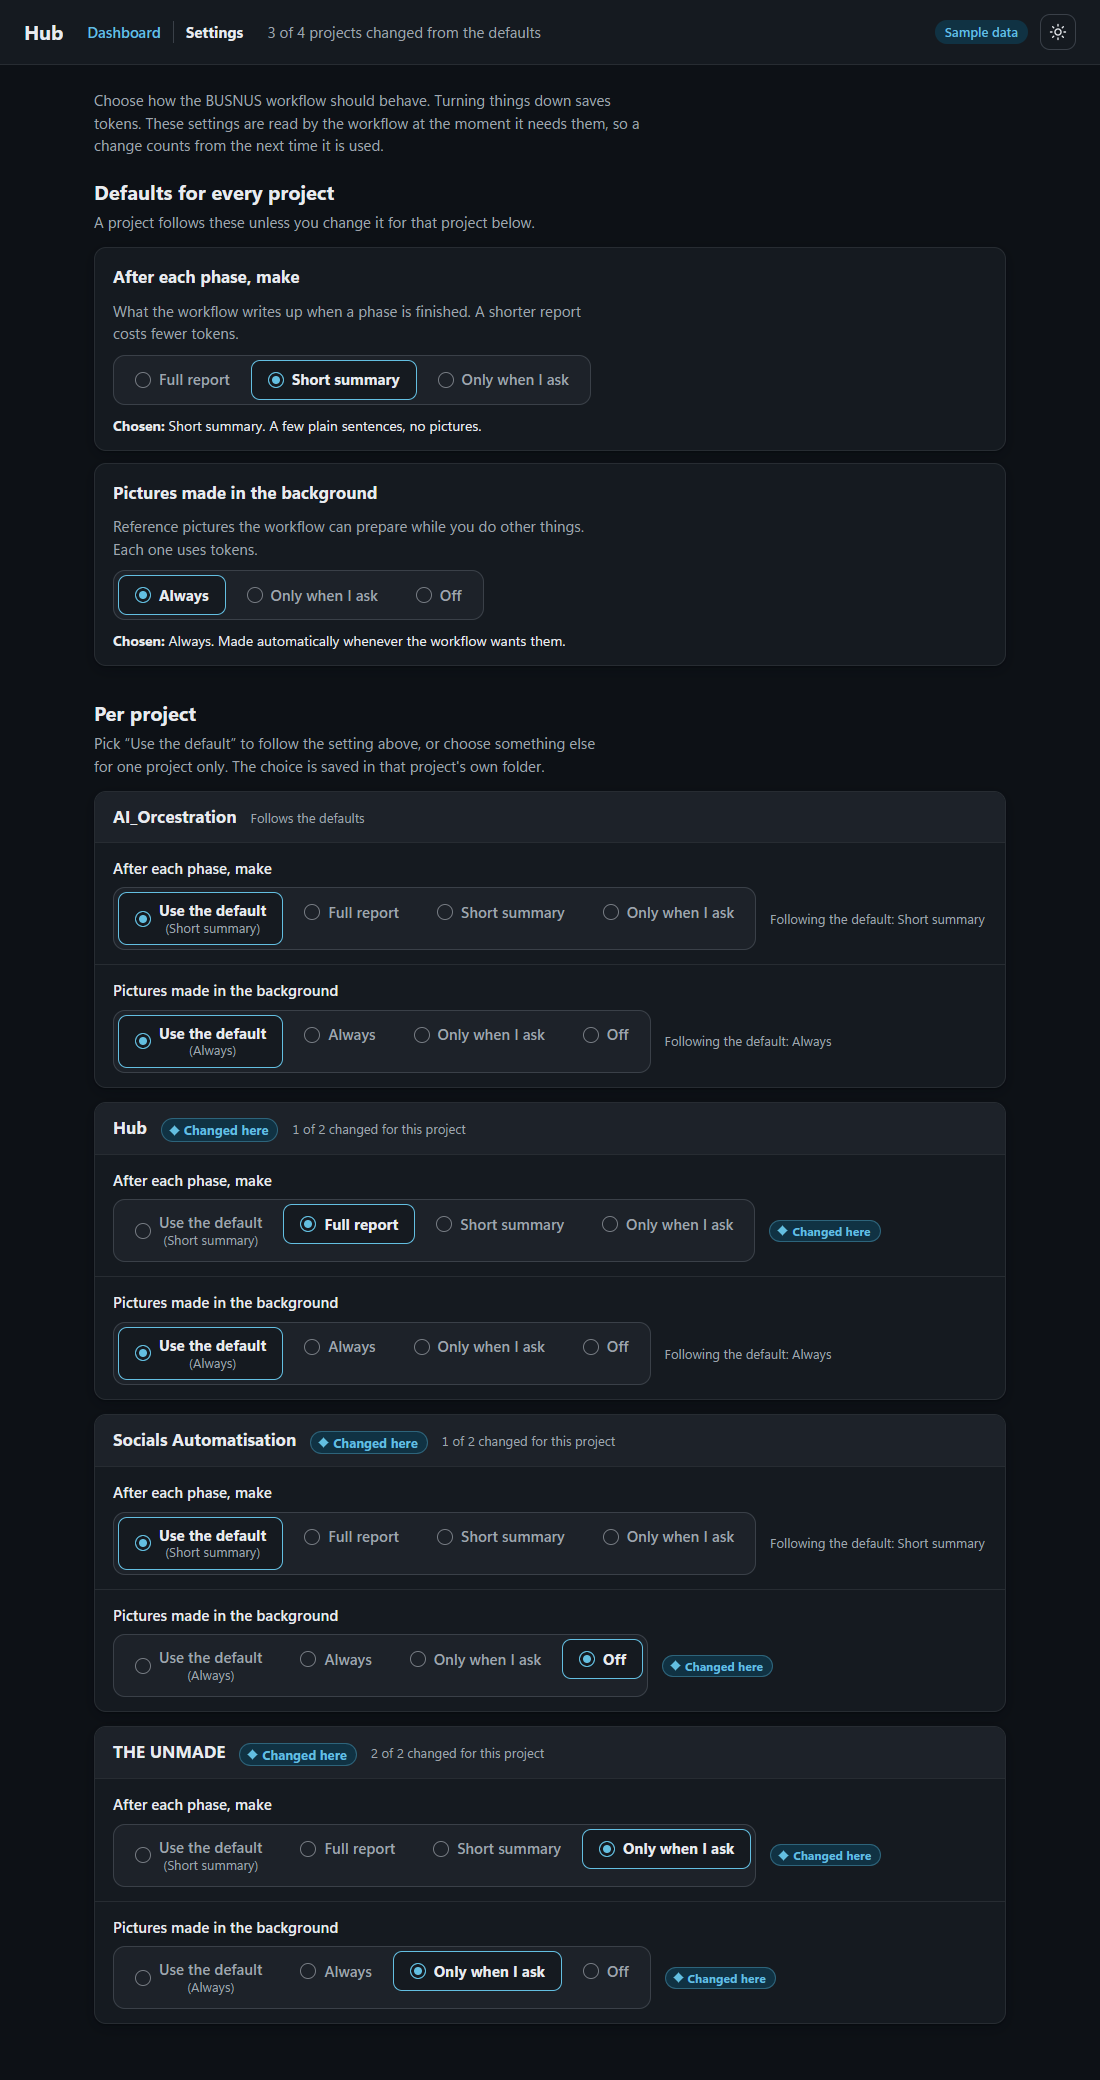 Hub Dashboard Settings 3 of 4 projects changed from the defaults Sample data
Choose how the BUSNUS workflow should behave. Turning things down saves
tokens. These settings are read by the workflow at the moment it needs them, so a
change counts from the next time it is used.
Defaults for every project
A project follows these unless you change it for that project below.
After each phase, make
What the workflow writes up when a phase is finished. A shorter report
costs fewer tokens.
Full report Short summary Only when I ask
Chosen: Short summary. A few plain sentences, no pictures.
Pictures made in the background
Reference pictures the workflow can prepare while you do other things.
Each one uses tokens.
Always Only when I ask Off
Chosen: Always. Made automatically whenever the workflow wants them.
Per project
Pick “Use the default” to follow the setting above, or choose something else
for one project only. The choice is saved in that project's own folder.
AI_Orcestration Follows the defaults
After each phase, make
Use the default Full report Short summary Only when I ask
(Short summary) Following the default: Short summary
Pictures made in the background
Use the default Always Only when I ask Off
(Always) Following the default: Always
Hub ◆ Changed here 1 of 2 changed for this project
After each phase, make
Use the default Full report Short summary Only when I ask
(Short summary) ◆ Changed here
Pictures made in the background
Use the default Always Only when I ask Off
(Always) Following the default: Always
Socials Automatisation ◆ Changed here 1 of 2 changed for this project
After each phase, make
Use the default Full report Short summary Only when I ask
(Short summary) Following the default: Short summary
Pictures made in the background
Use the default Always Only when I ask Off
(Always) ◆ Changed here
THE UNMADE ◆ Changed here 2 of 2 changed for this project
After each phase, make
Use the default Full report Short summary Only when I ask
(Short summary) ◆ Changed here
Pictures made in the background
Use the default Always Only when I ask Off
(Always) ◆ Changed here